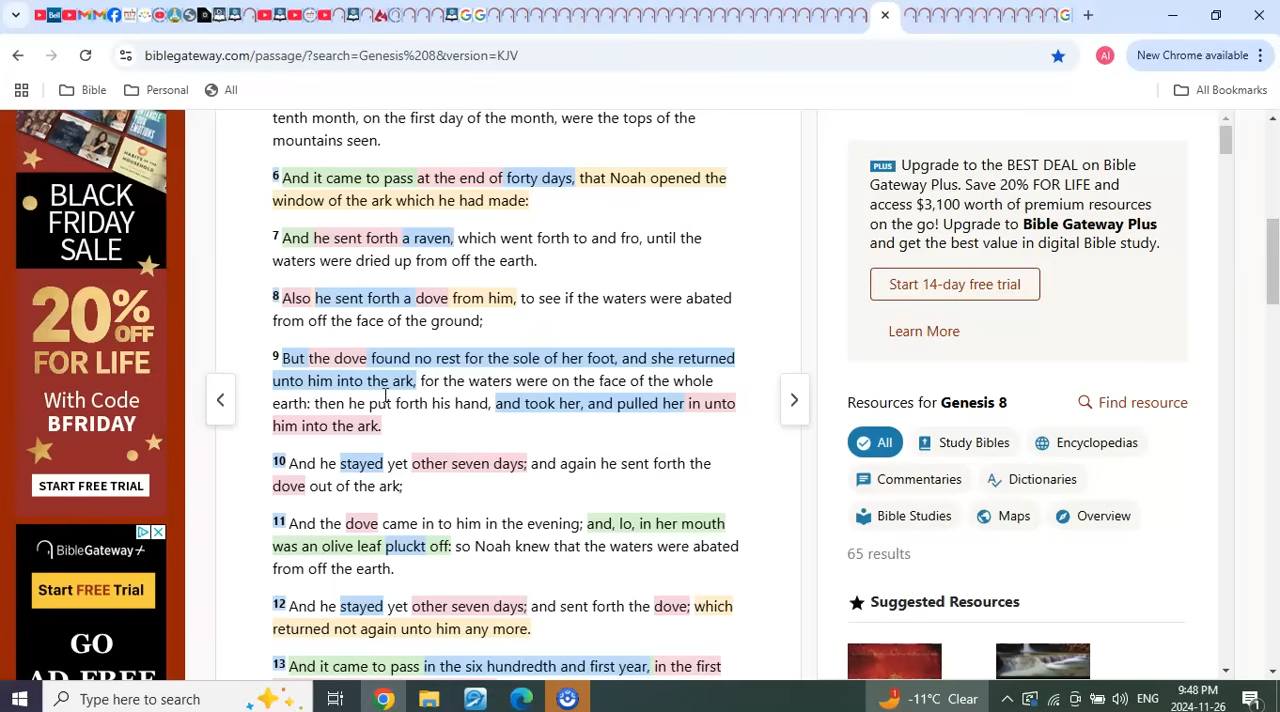 biblegateway.com/passage/?search=Genesis%208&version=KJV
New Chrome available
Bible
Personal
All
All Bookmarks
BLACK
FRIDAY
SALE
20% OFF
FOR LIFE
With Code
BFRIDAY
START FREE TRIAL
BibleGateway+
Start FREE Trial
GO
AD-FREE
tenth month, on the first day of the month, were the tops of the
mountains seen.
6 And it came to pass at the end of forty days, that Noah opened the
window of the ark which he had made:
7 And he sent forth a raven, which went forth to and fro, until the
waters were dried up from off the earth.
8 Also he sent forth a dove from him, to see if the waters were abated
from off the face of the ground;
9 But the dove found no rest for the sole of her foot, and she returned
unto him into the ark, for the waters were on the face of the whole
earth: then he put forth his hand, and took her, and pulled her in unto
him into the ark.
10 And he stayed yet other seven days; and again he sent forth the
dove out of the ark;
11 And the dove came in to him in the evening; and, lo, in her mouth
was an olive leaf pluckt off: so Noah knew that the waters were abated
from off the earth.
12 And he stayed yet other seven days; and sent forth the dove; which
returned not again unto him any more.
13 And it came to pass in the six hundredth and first year, in the first
PLUS Upgrade to the BEST DEAL on Bible
Gateway Plus. Save 20% FOR LIFE and
access $3,100 worth of premium resources
on the go! Upgrade to Bible Gateway Plus
and get the best value in digital Bible study.
Start 14-day free trial
Learn More
Resources for Genesis 8
Find resource
All
Study Bibles
Encyclopedias
Commentaries
Dictionaries
Bible Studies
Maps
Overview
65 results
Suggested Resources
Type here to search
-11°C Clear
ENG
9:48 PM
2024-11-26